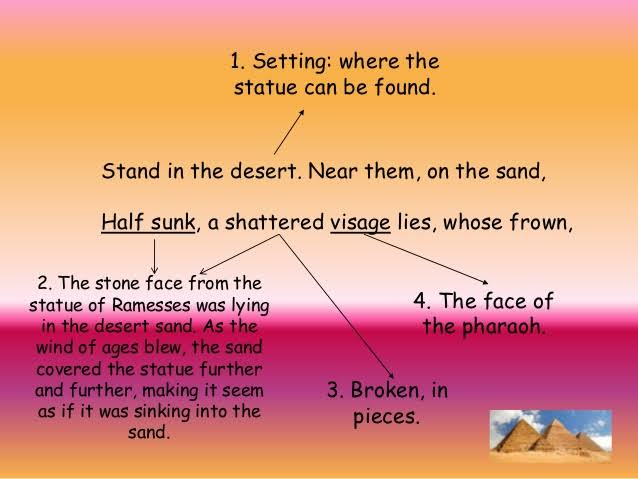 1. Setting: where the
statue can be found.
Stand in the desert. Near them, on the sand,
Half sunk, a shattered visage lies, whose frown,
2. The stone face from the
statue of Ramesses was lying
in the desert sand. As the
wind of ages blew, the sand
covered the statue further
and further, making it seem
as if it was sinking into the
sand.
4. The face of
the pharaoh.
3. Broken, in
pieces.